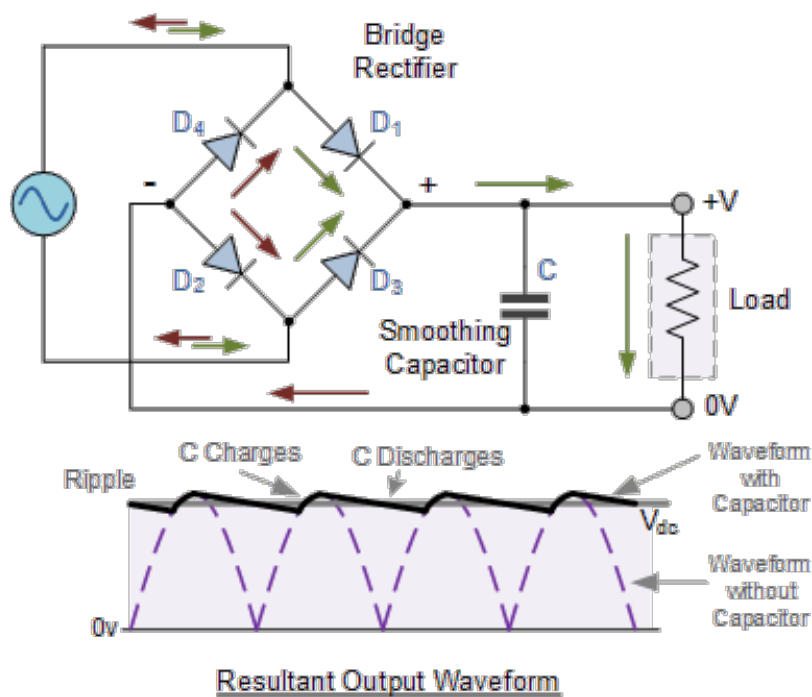 Bridge
Rectifier
D4
D1
-
+
+V
D2
D3
C
Load
Smoothing
Capacitor
0V
C Charges
C Discharges
Waveform
with
Capacitor
Ripple
Vdc
Waveform
without
Capacitor
0v
Resultant Output Waveform